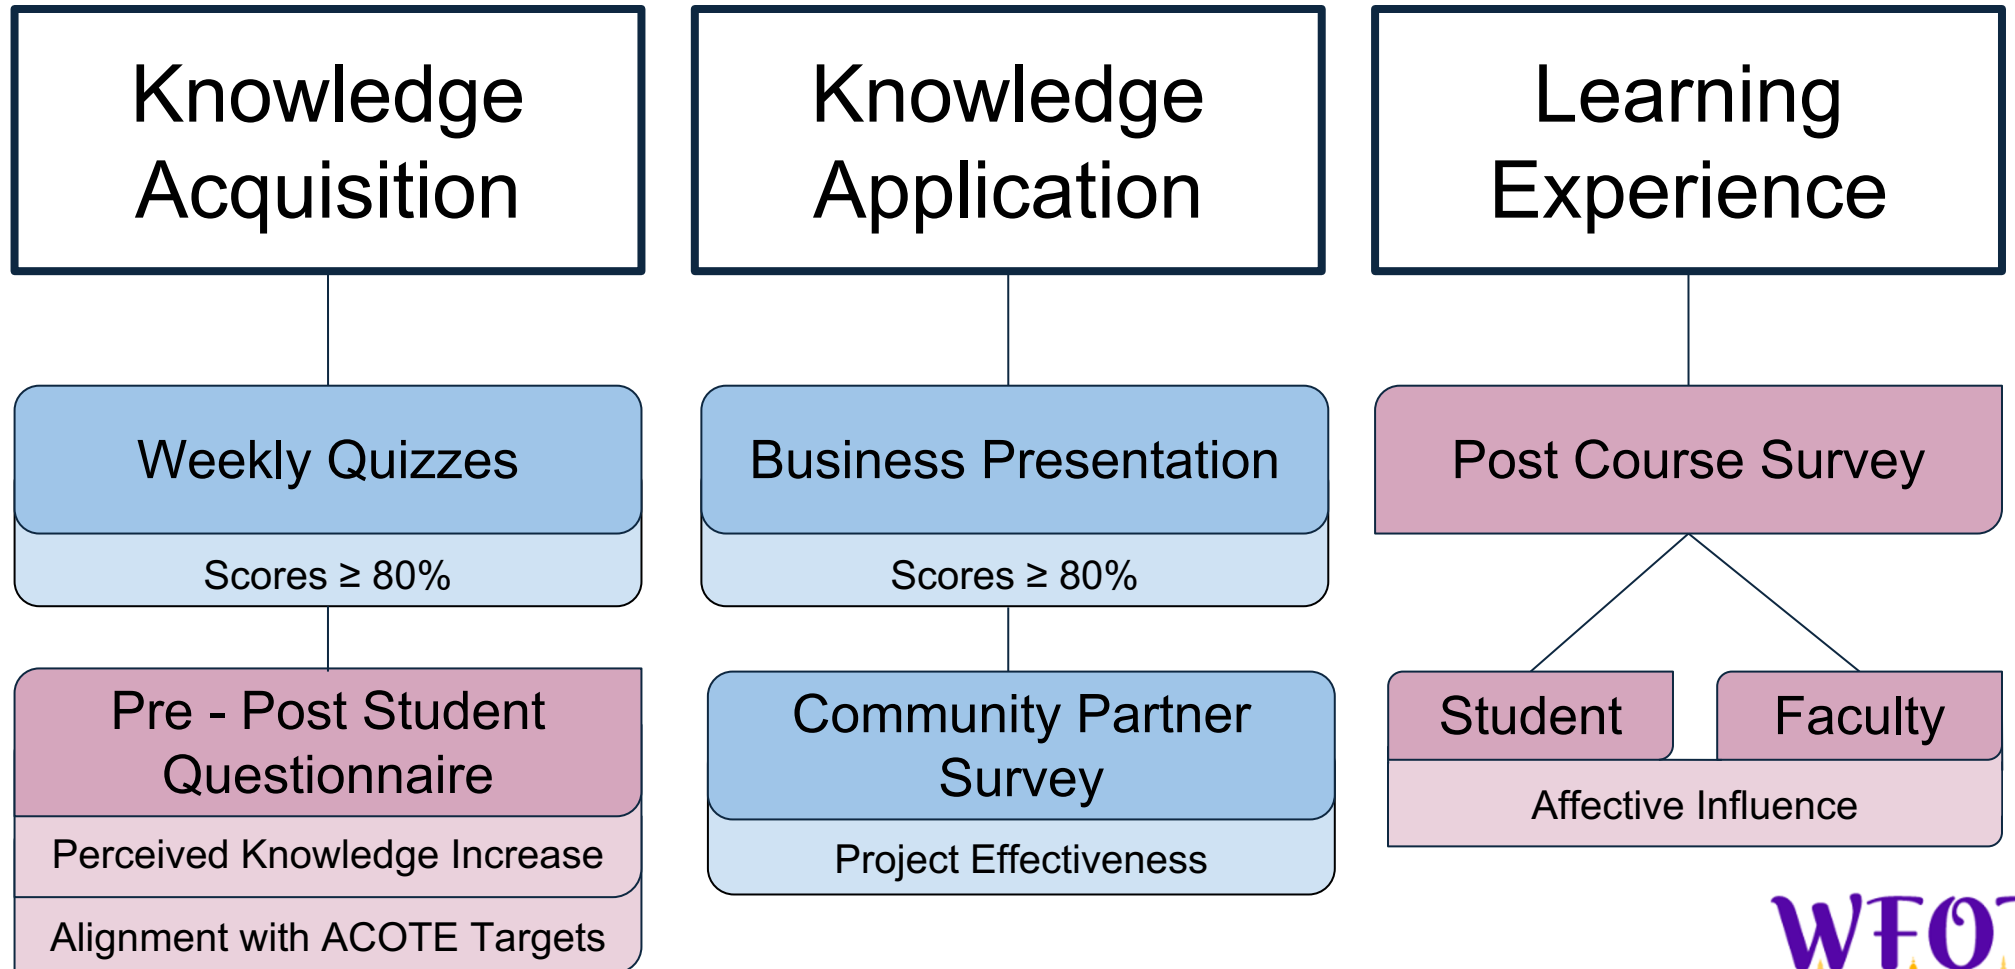 Knowledge
Acquisition
Knowledge
Application
Learning
Experience
Weekly Quizzes
Scores ≥ 80%
Business Presentation
Scores ≥ 80%
Post Course Survey
Pre - Post Student
Questionnaire
Perceived Knowledge Increase
Alignment with ACOTE Targets
Community Partner
Survey
Project Effectiveness
Student
Faculty
Affective Influence
WFOT